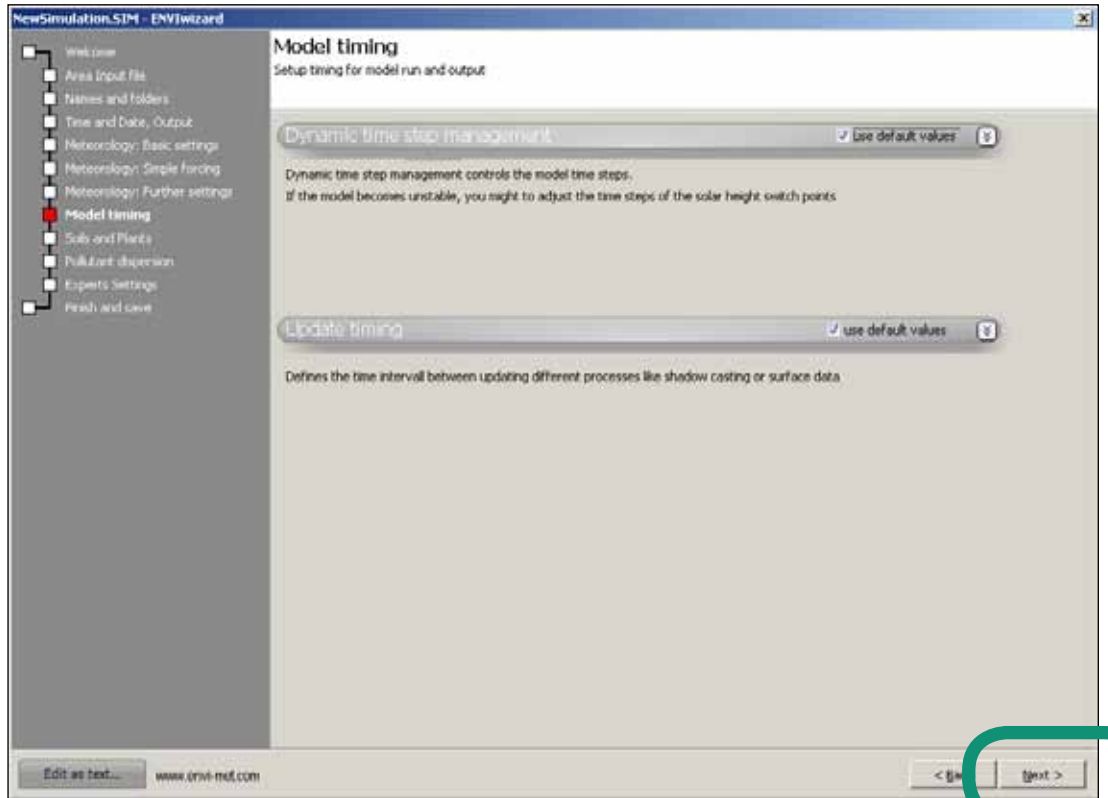 NewSimulation.SIM - ENVIwizard
Welcome
Area Input file
Names and folders
Time and Date, Output
Meteorology: Basic settings
Meteorology: Simple forcing
Meteorology: Further settings
Model timing
Soils and Plants
Pollutant dispersion
Experts Settings
Finish and save
Model timing
Setup timing for model run and output
Dynamic time step management
Use default values
Dynamic time step management controls the model time steps.
If the model becomes unstable, you might to adjust the time steps of the solar height switch points
Update timing
use default values
Defines the time intervall between updating different processes like shadow casting or surface data
Edit as text...
www.envi-met.com
< Ba
Next >